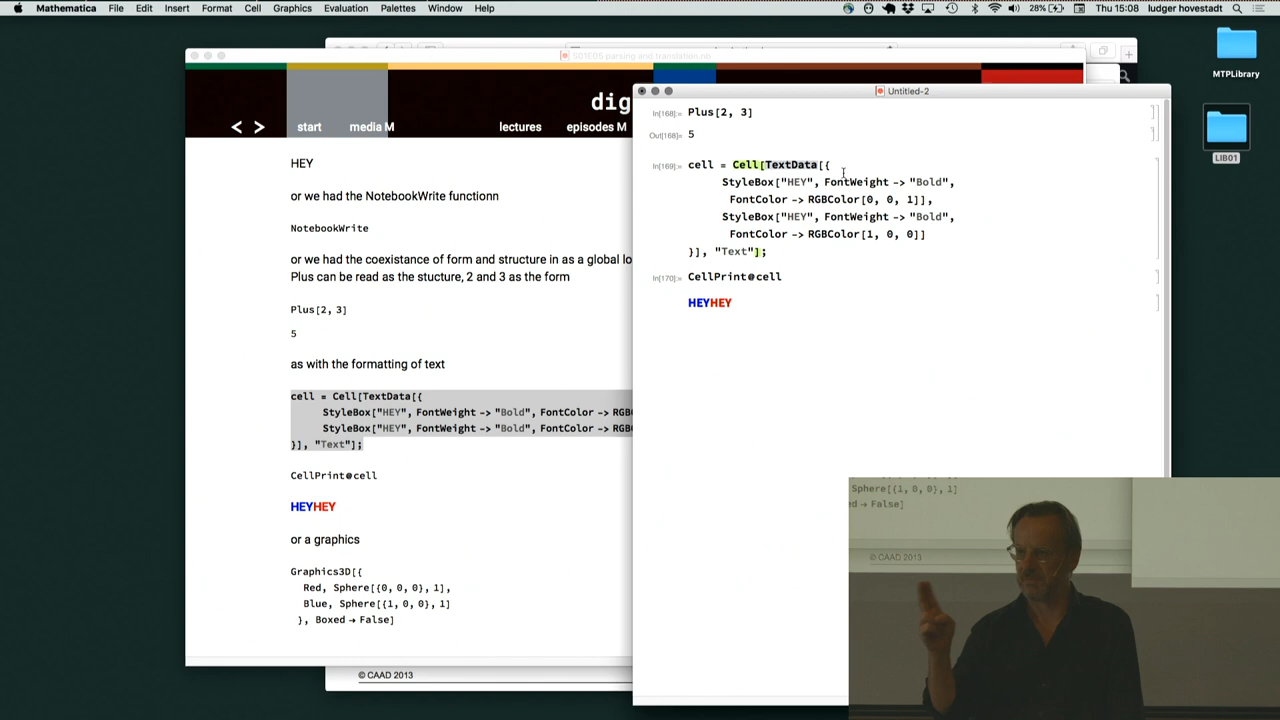 Mathematica File Edit Insert Format Cell Graphics Evaluation Palettes Window Help 28% Thu 15:08 ludger hovestadt
S01E05 parsing and translation.nb
dig
< > start media M lectures episodes M
HEY
or we had the NotebookWrite functionn
NotebookWrite
or we had the coexistance of form and structure in as a global lo
Plus can be read as the stucture, 2 and 3 as the form
Plus[2, 3]
5
as with the formatting of text
cell = Cell[TextData[{
StyleBox["HEY", FontWeight -> "Bold", FontColor -> RGB
StyleBox["HEY", FontWeight -> "Bold", FontColor -> RGB
}], "Text"];
CellPrint@cell
HEYHEY
or a graphics
Graphics3D[{
Red, Sphere[{0, 0, 0}, 1],
Blue, Sphere[{1, 0, 0}, 1]
}, Boxed → False]
© CAAD 2013
Untitled-2
In[168]:= Plus[2, 3]
Out[168]= 5
In[169]:= cell = Cell[TextData[{
StyleBox["HEY", FontWeight -> "Bold",
FontColor -> RGBColor[0, 0, 1]],
StyleBox["HEY", FontWeight -> "Bold",
FontColor -> RGBColor[1, 0, 0]]
}], "Text"];
In[170]:= CellPrint@cell
HEYHEY
MTPLibrary
LIB01
Sphere[{1, 0, 0}, 1]
ed → False]
© CAAD 2013